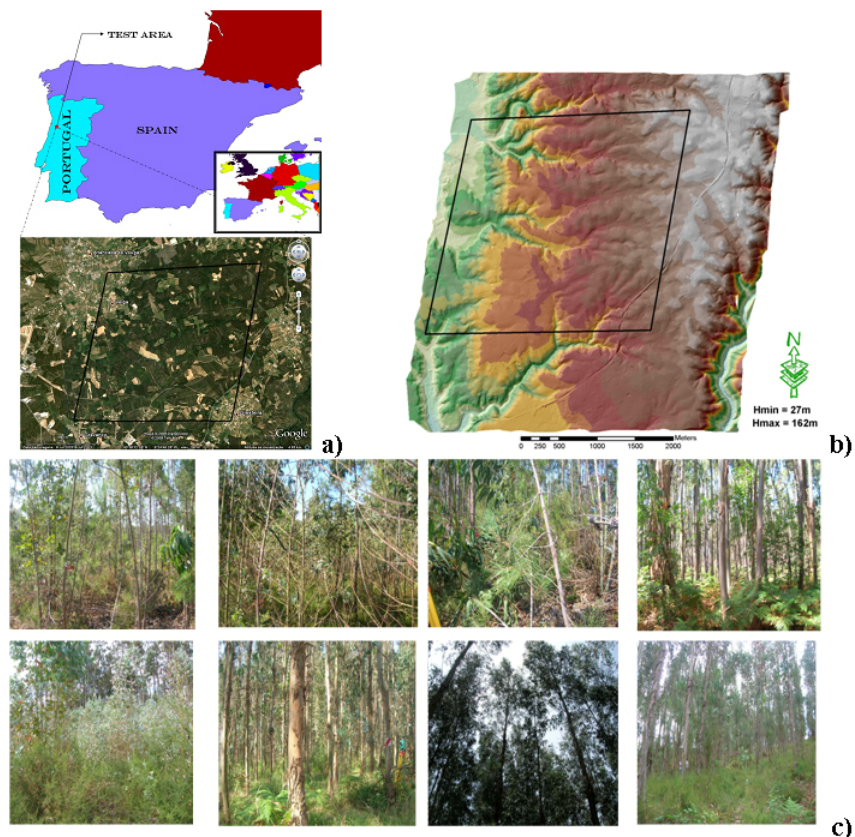 TEST AREA
SPAIN
PORTUGAL
Google
a)
N
Hmin = 27m
Hmax = 162m
0 250 500 1000 1500 2000
Meters
b)
c)